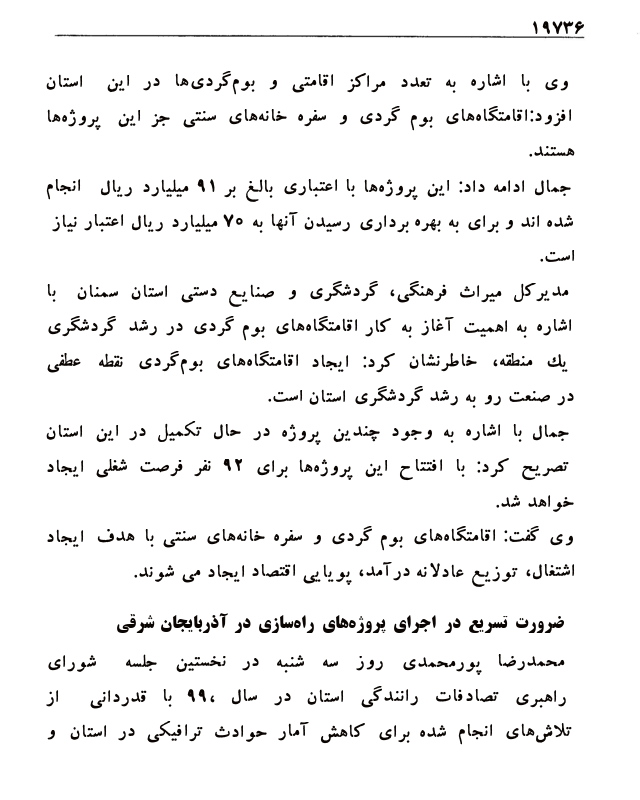 ۱۹۷۳۶
وی با اشاره به تعدد مراکز اقامتی و بوم‌گردی‌ها در این استان
افزود:اقامتگاه‌های بوم گردی و سفره خانه‌های سنتی جز این پروژه‌ها
هستند.
جمال ادامه داد: این پروژه‌ها با اعتباری بالغ بر ۹۱ میلیارد ریال انجام
شده اند و برای به بهره برداری رسیدن آنها به ۷۰ میلیارد ریال اعتبار نیاز
است.
مدیرکل میراث فرهنگی، گردشگری و صنایع دستی استان سمنان با
اشاره به اهمیت آغاز به کار اقامتگاه‌های بوم گردی در رشد گردشگری
یك منطقه، خاطرنشان کرد: ایجاد اقامتگاه‌های بوم‌گردی نقطه عطفی
در صنعت رو به رشد گردشگری استان است.
جمال با اشاره به وجود چندین پروژه در حال تکمیل در این استان
تصریح کرد: با افتتاح این پروژه‌ها برای ۹۲ نفر فرصت شغلی ایجاد
خواهد شد.
وی گفت: اقامتگاه‌های بوم گردی و سفره خانه‌های سنتی با هدف ایجاد
اشتغال، توزیع عادلانه درآمد، پویایی اقتصاد ایجاد می شوند.
ضرورت تسریع در اجرای پروژه‌های راه‌سازی در آذربایجان شرقی
محمدرضا پورمحمدی روز سه شنبه در نخستین جلسه شورای
راهبری تصادفات رانندگی استان در سال ۹۹، با قدردانی از
تلاش‌های انجام شده برای کاهش آمار حوادث ترافیکی در استان و